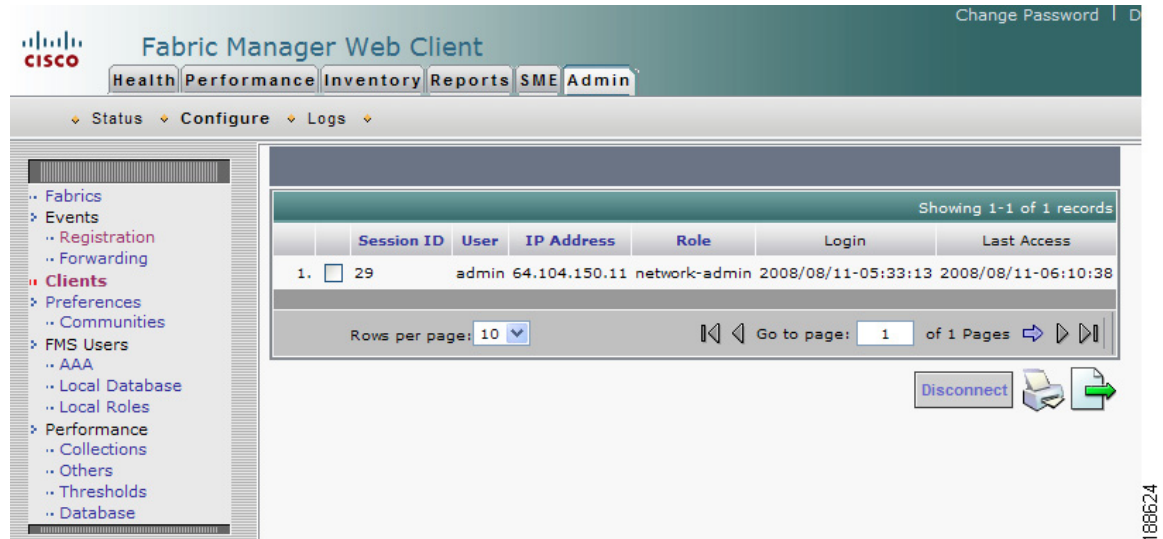 Change Password | D
CISCO
Fabric Manager Web Client
Health Performance Inventory Reports SME Admin
Status Configure Logs
Fabrics
Events
Registration
Forwarding
Clients
Preferences
Communities
FMS Users
AAA
Local Database
Local Roles
Performance
Collections
Others
Thresholds
Database
Showing 1-1 of 1 records
Session ID User IP Address Role Login Last Access
1. 29 admin 64.104.150.11 network-admin 2008/08/11-05:33:13 2008/08/11-06:10:38
Rows per page: 10 Go to page: 1 of 1 Pages
Disconnect
188624